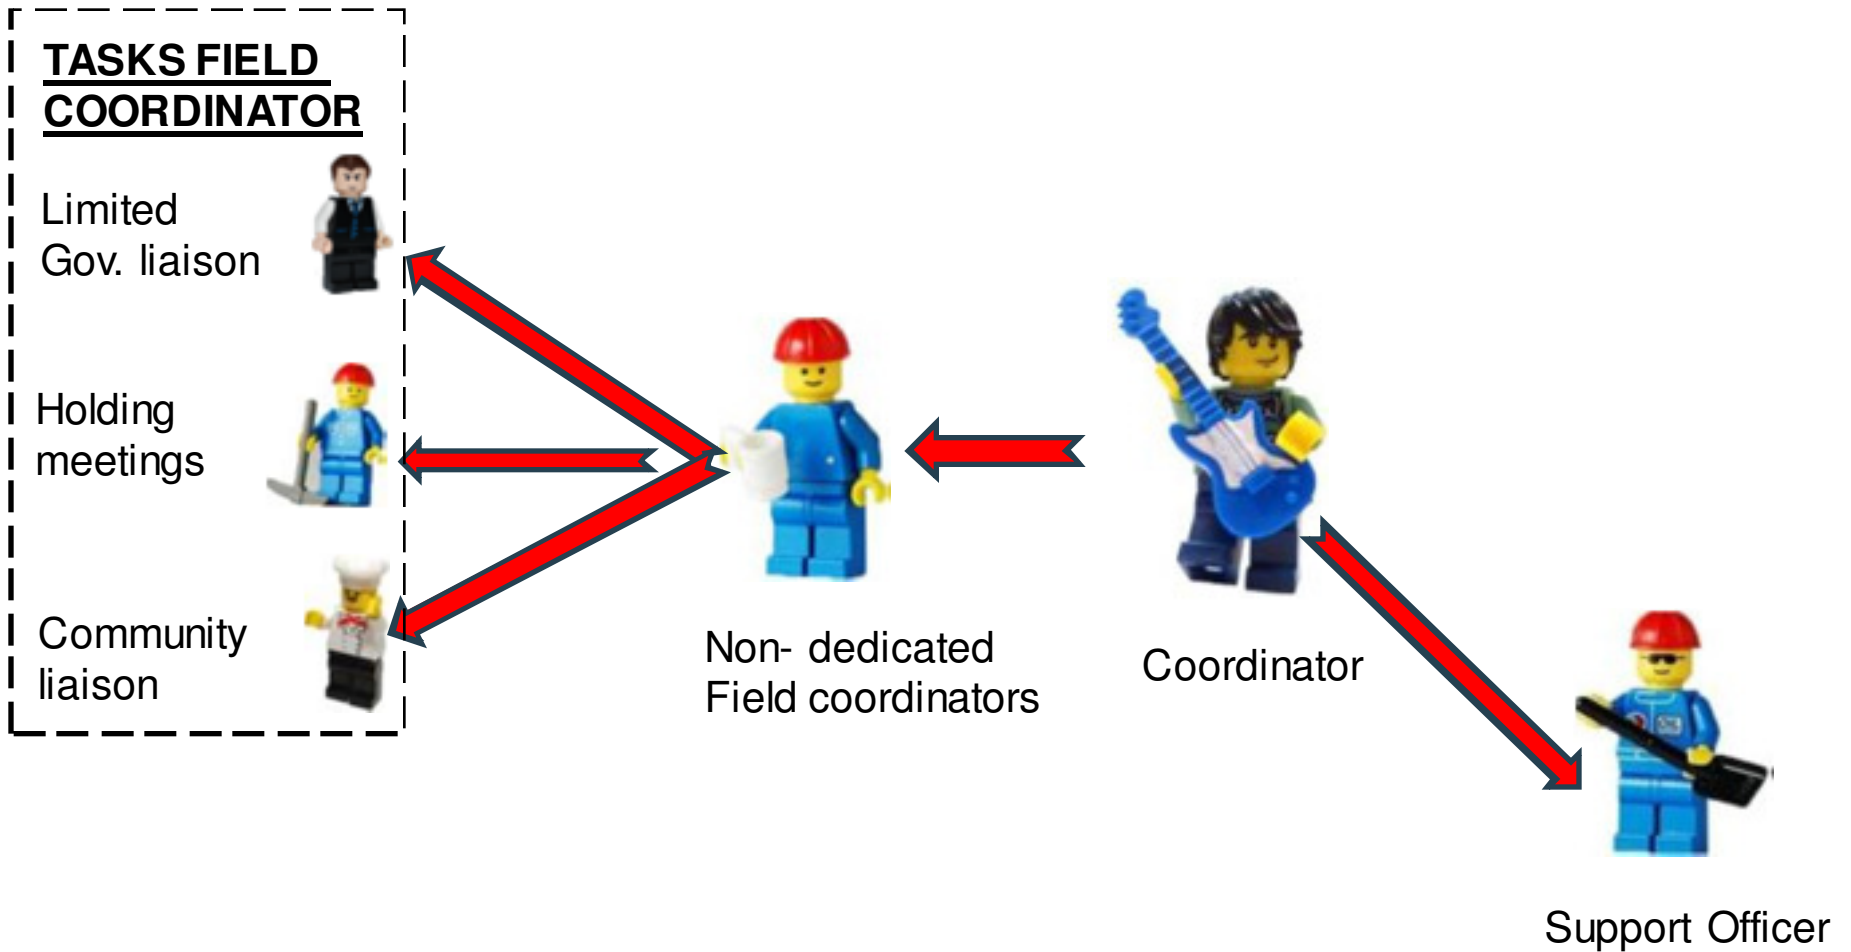 TASKS FIELD
COORDINATOR
Limited
Gov. liaison
Holding
meetings
Community
liaison
Non- dedicated
Field coordinators
Coordinator
Support Officer